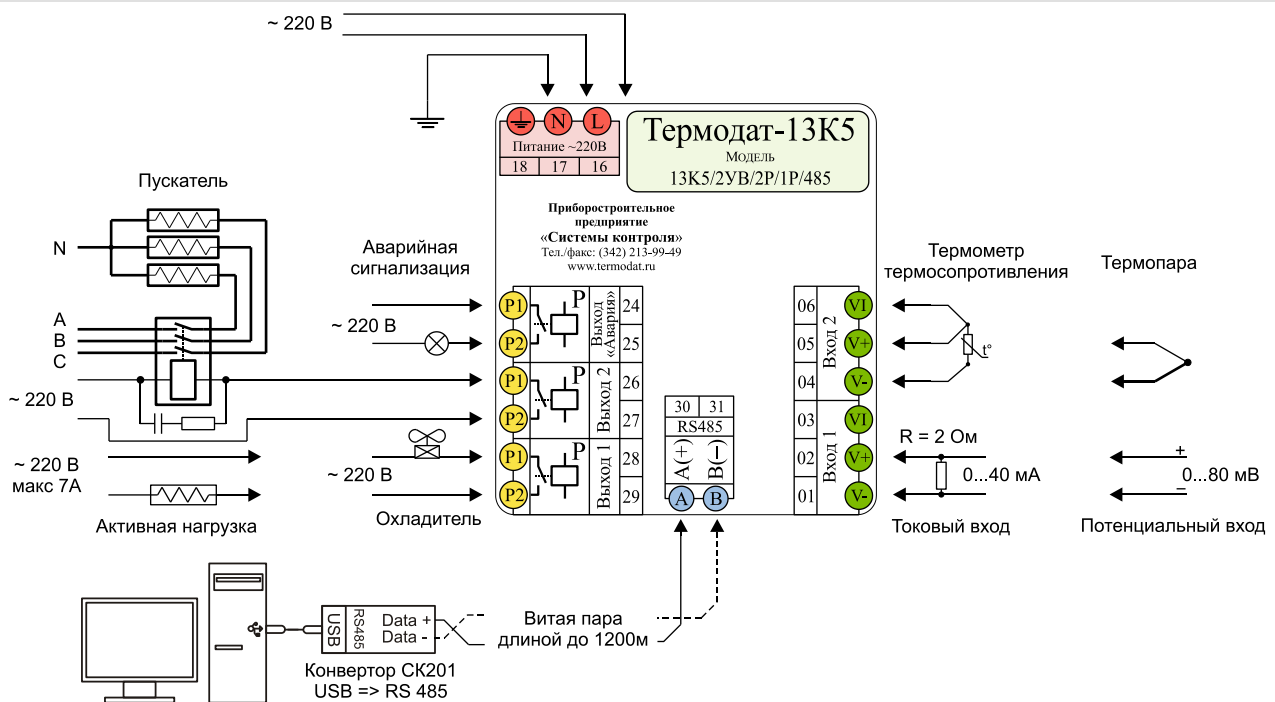 ~ 220 В
N
L
Питание ~220В
18 17 16
Термодат-13К5
Модель
13К5/2УВ/2Р/1Р/485
Приборостроительное
предприятие
«Системы контроля»
Тел./факс: (342) 213-99-49
www.termodat.ru
Пускатель
N
A
B
C
~ 220 В
~ 220 В
макс 7А
Активная нагрузка
Аварийная
сигнализация
~ 220 В
~ 220 В
Охладитель
P1
P2
P
Выход
«Авария»
24
25
P1
P2
P
Выход 2
26
27
P1
P2
P
Выход 1
28
29
30 31
RS485
A(+)
B(−)
A
B
06
05
04
Вход 2
VI
V+
V-
03
02
01
Вход 1
VI
V+
V-
Термометр
термосопротивления
t°
Термопара
R = 2 Ом
0...40 мА
Токовый вход
+
0...80 мВ
−
Потенциальный вход
USB
RS485
Data +
Data -
Конвертор СК201
USB => RS 485
Витая пара
длиной до 1200м